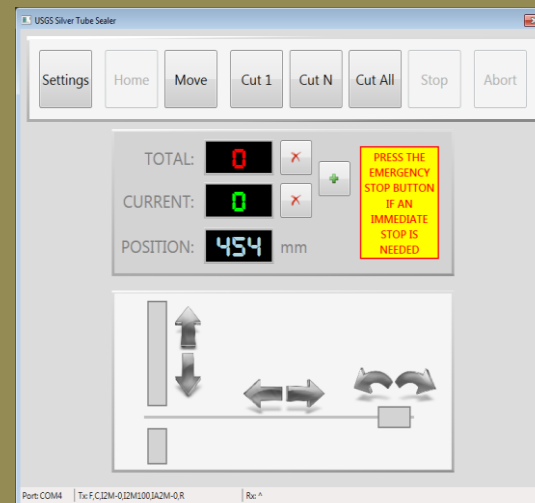 USGS Silver Tube Sealer
Settings Home Move Cut 1 Cut N Cut All Stop Abort
TOTAL: 0
CURRENT: 0
POSITION: 454 mm
PRESS THE
EMERGENCY
STOP BUTTON
IF AN
IMMEDIATE
STOP IS
NEEDED
Port: COM4 Tx: F,C,I2M-0,I2M100,IA2M-0,R Rx: ^